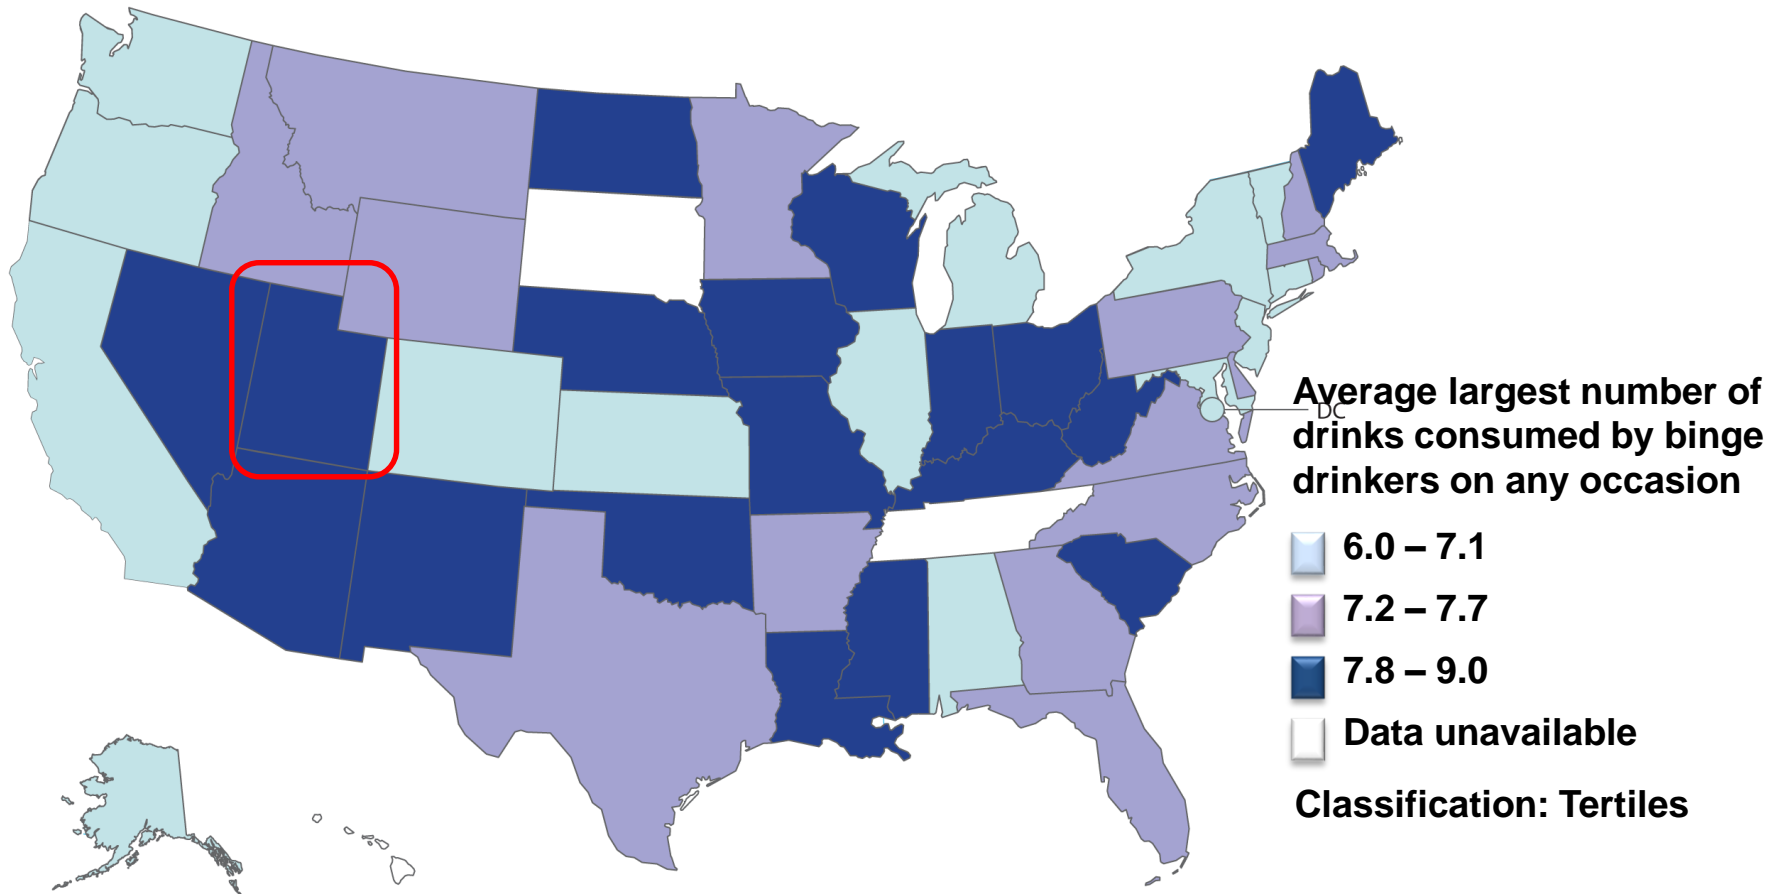 Average largest number of
DC
drinks consumed by binge
drinkers on any occasion
6.0 – 7.1
7.2 – 7.7
7.8 – 9.0
Data unavailable
Classification: Tertiles